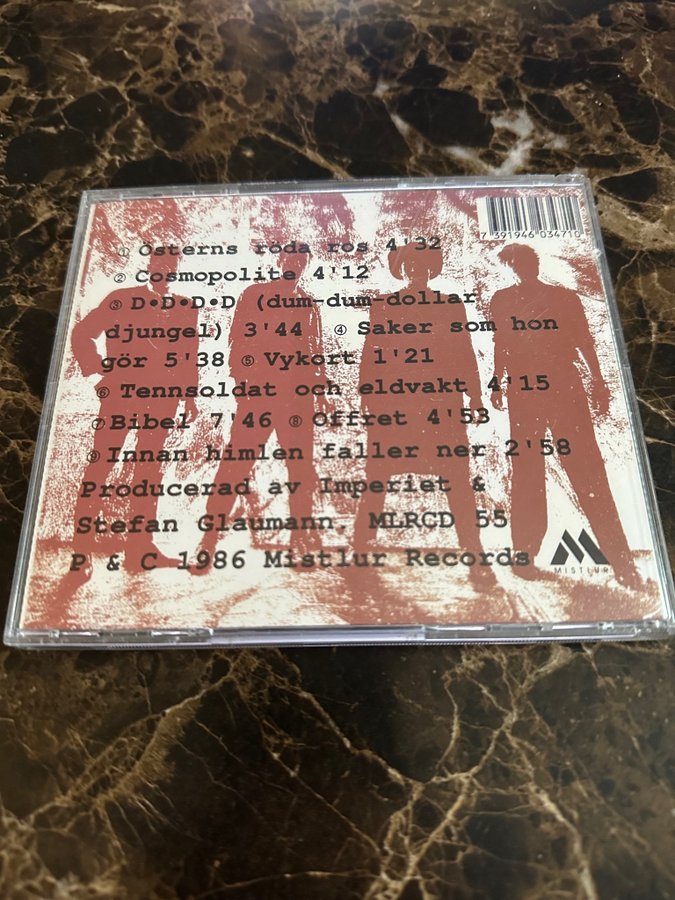 7 391946 034710
① Österns röda ros 4'32
② Cosmopolite 4'12
③ D•D•D•D (dum-dum-dollar
djungel) 3'44 ④ Saker som hon
gör 5'38 ⑤ Vykort 1'21
⑥ Tennsoldat och eldvakt 4'15
⑦ Bibel 7'46 ⑧ Offret 4'53
⑨ Innan himlen faller ner 2'58
Producerad av Imperiet &
Stefan Glaumann. MLRCD 55
P & C 1986 Mistlur Records
MISTLUR